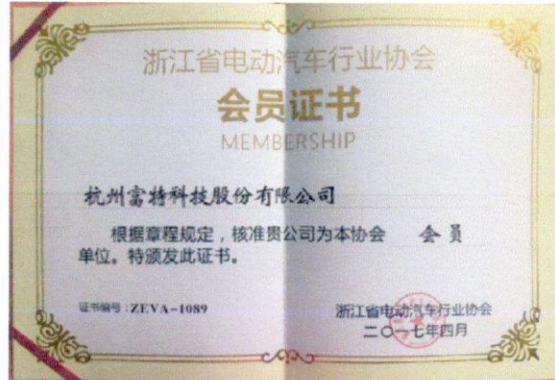 浙江省电动汽车行业协会
会员证书
MEMBERSHIP
杭州富特科技股份有限公司
根据章程规定，核准贵公司为本协会 会员
单位。特颁发此证书。
证书编号：ZEVA-1089
浙江省电动汽车行业协会
二〇一七年四月